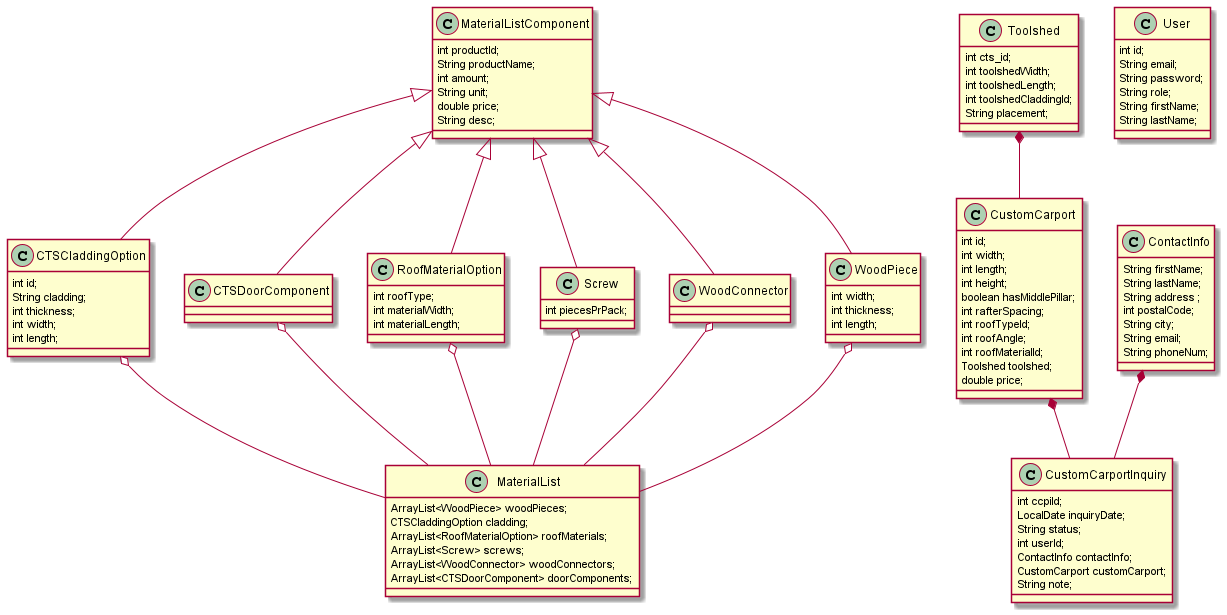 C MaterialListComponent
int productId;
String productName;
int amount;
String unit;
double price;
String desc;
C Toolshed
int cts_id;
int toolshedWidth;
int toolshedLength;
int toolshedCladdingId;
String placement;
C User
int id;
String email;
String password;
String role;
String firstName;
String lastName;
C CTSCladdingOption
int id;
String cladding;
int thickness;
int width;
int length;
C CTSDoorComponent
C RoofMaterialOption
int roofType;
int materialWidth;
int materialLength;
C Screw
int piecesPrPack;
C WoodConnector
C WoodPiece
int width;
int thickness;
int length;
C CustomCarport
int id;
int width;
int length;
int height;
boolean hasMiddlePillar;
int rafterSpacing;
int roofTypeId;
int roofAngle;
int roofMaterialId;
Toolshed toolshed;
double price;
C ContactInfo
String firstName;
String lastName;
String address ;
int postalCode;
String city;
String email;
String phoneNum;
C MaterialList
ArrayList<WoodPiece> woodPieces;
CTSCladdingOption cladding;
ArrayList<RoofMaterialOption> roofMaterials;
ArrayList<Screw> screws;
ArrayList<WoodConnector> woodConnectors;
ArrayList<CTSDoorComponent> doorComponents;
C CustomCarportInquiry
int ccpiId;
LocalDate inquiryDate;
String status;
int userId;
ContactInfo contactInfo;
CustomCarport customCarport;
String note;